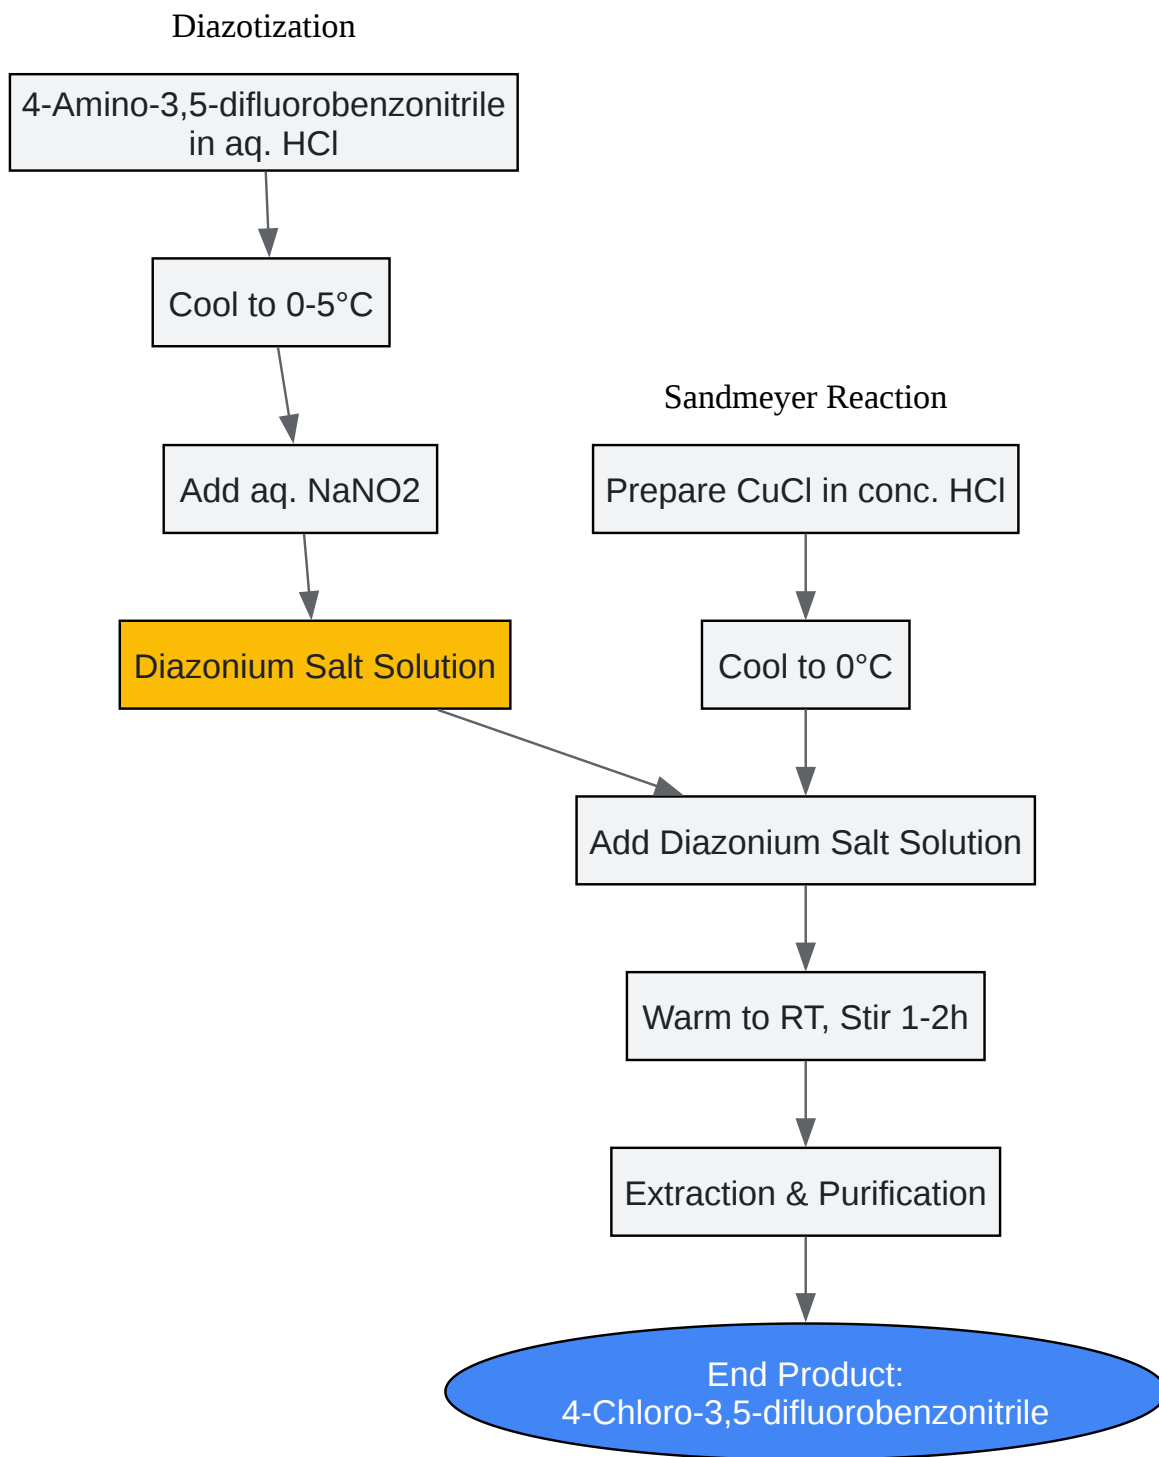 Diazotization
4-Amino-3,5-difluorobenzonitrile
in aq. HCl
Cool to 0-5°C
Add aq. NaNO2
Diazonium Salt Solution
Sandmeyer Reaction
Prepare CuCl in conc. HCl
Cool to 0°C
Add Diazonium Salt Solution
Warm to RT, Stir 1-2h
Extraction & Purification
End Product:
4-Chloro-3,5-difluorobenzonitrile